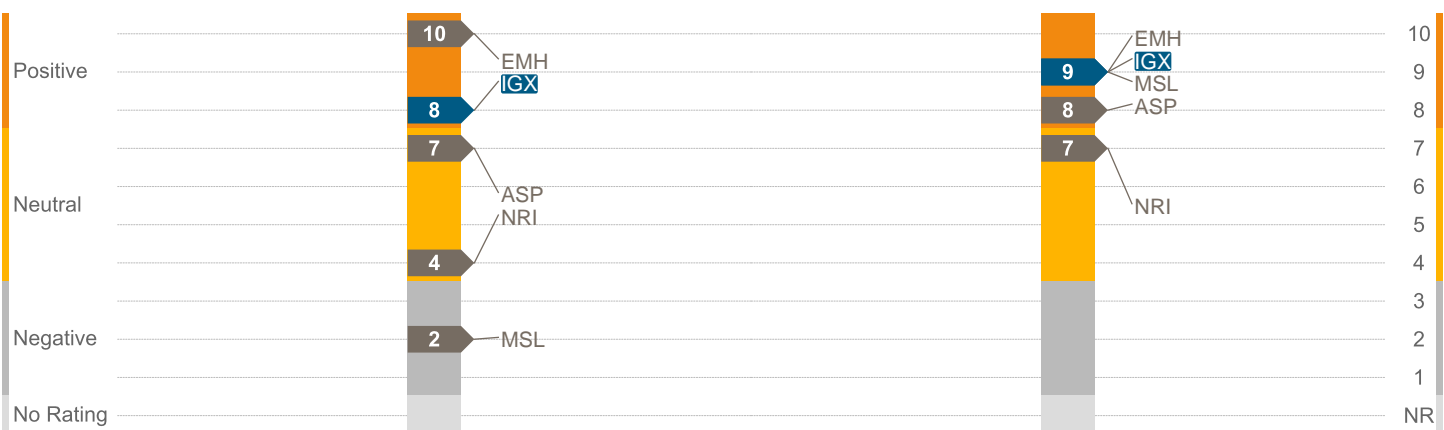 10
EMH
EMH
10
Positive
IGX
9
IGX
9
MSL
8
8
ASP
8
7
7
7
ASP
6
Neutral
NRI
NRI
5
4
4
3
Negative
2
MSL
2
1
No Rating
NR